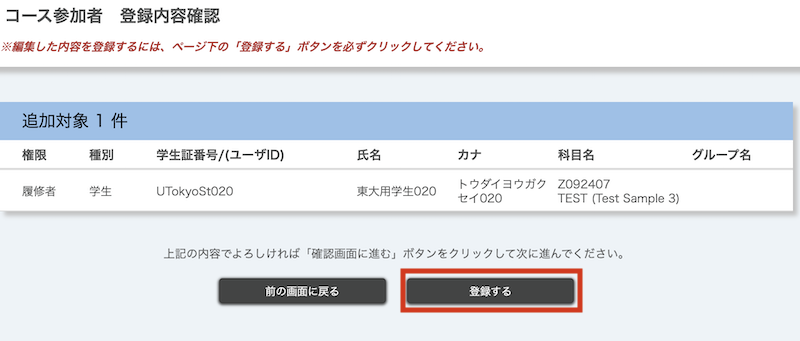 コース参加者　登録内容確認
※編集した内容を登録するには、ページ下の「登録する」ボタンを必ずクリックしてください。
追加対象 1 件
権限 種別 学生証番号/(ユーザID) 氏名 カナ 科目名 グループ名
履修者 学生 UTokyoSt020 東大用学生020 トウダイヨウガク
セイ020 Z092407
TEST (Test Sample 3)
上記の内容でよろしければ「確認画面に進む」ボタンをクリックして次に進んでください。
前の画面に戻る 登録する